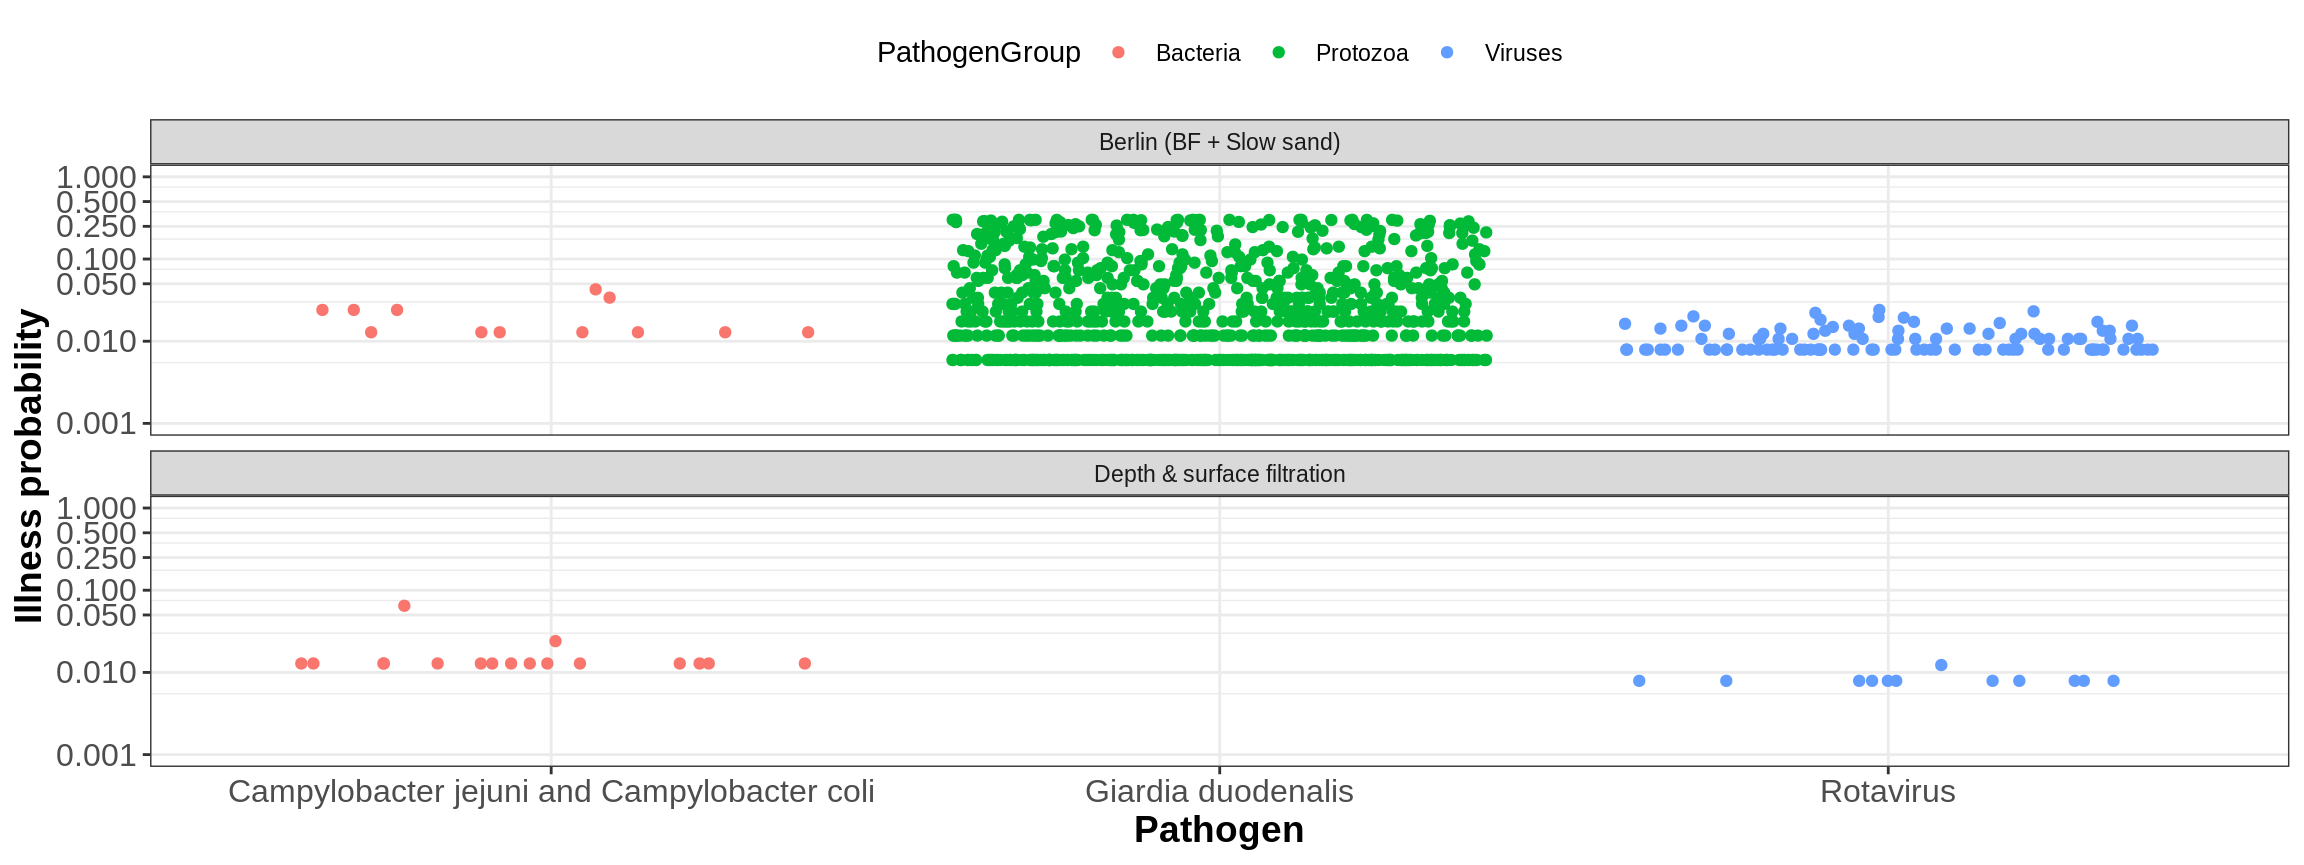 PathogenGroup Bacteria Protozoa Viruses
Berlin (BF + Slow sand)
1.000
0.500
0.250
0.100
0.050
0.010
0.001
Depth & surface filtration
1.000
0.500
0.250
0.100
0.050
0.010
0.001
Illness probability
Campylobacter jejuni and Campylobacter coli Giardia duodenalis Rotavirus
Pathogen